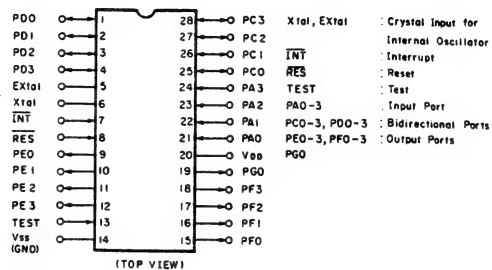 PD0 1 28 PC3 Xtal, EXtal : Crystal Input for
PD1 2 27 PC2 Internal Oscillator
PD2 3 26 PC1 INT : Interrupt
PD3 4 25 PC0 RES : Reset
EXtal 5 24 PA3 TEST : Test
Xtal 6 23 PA2 PA0-3 : Input Port
INT 7 22 PA1 PC0-3, PD0-3 : Bidirectional Ports
RES 8 21 PA0 PE0-3, PF0-3 : Output Ports
PE0 9 20 VDD PG0
PE1 10 19 PG0
PE2 11 18 PF3
PE3 12 17 PF2
TEST 13 16 PF1
Vss (GND) 14 15 PF0
(TOP VIEW)